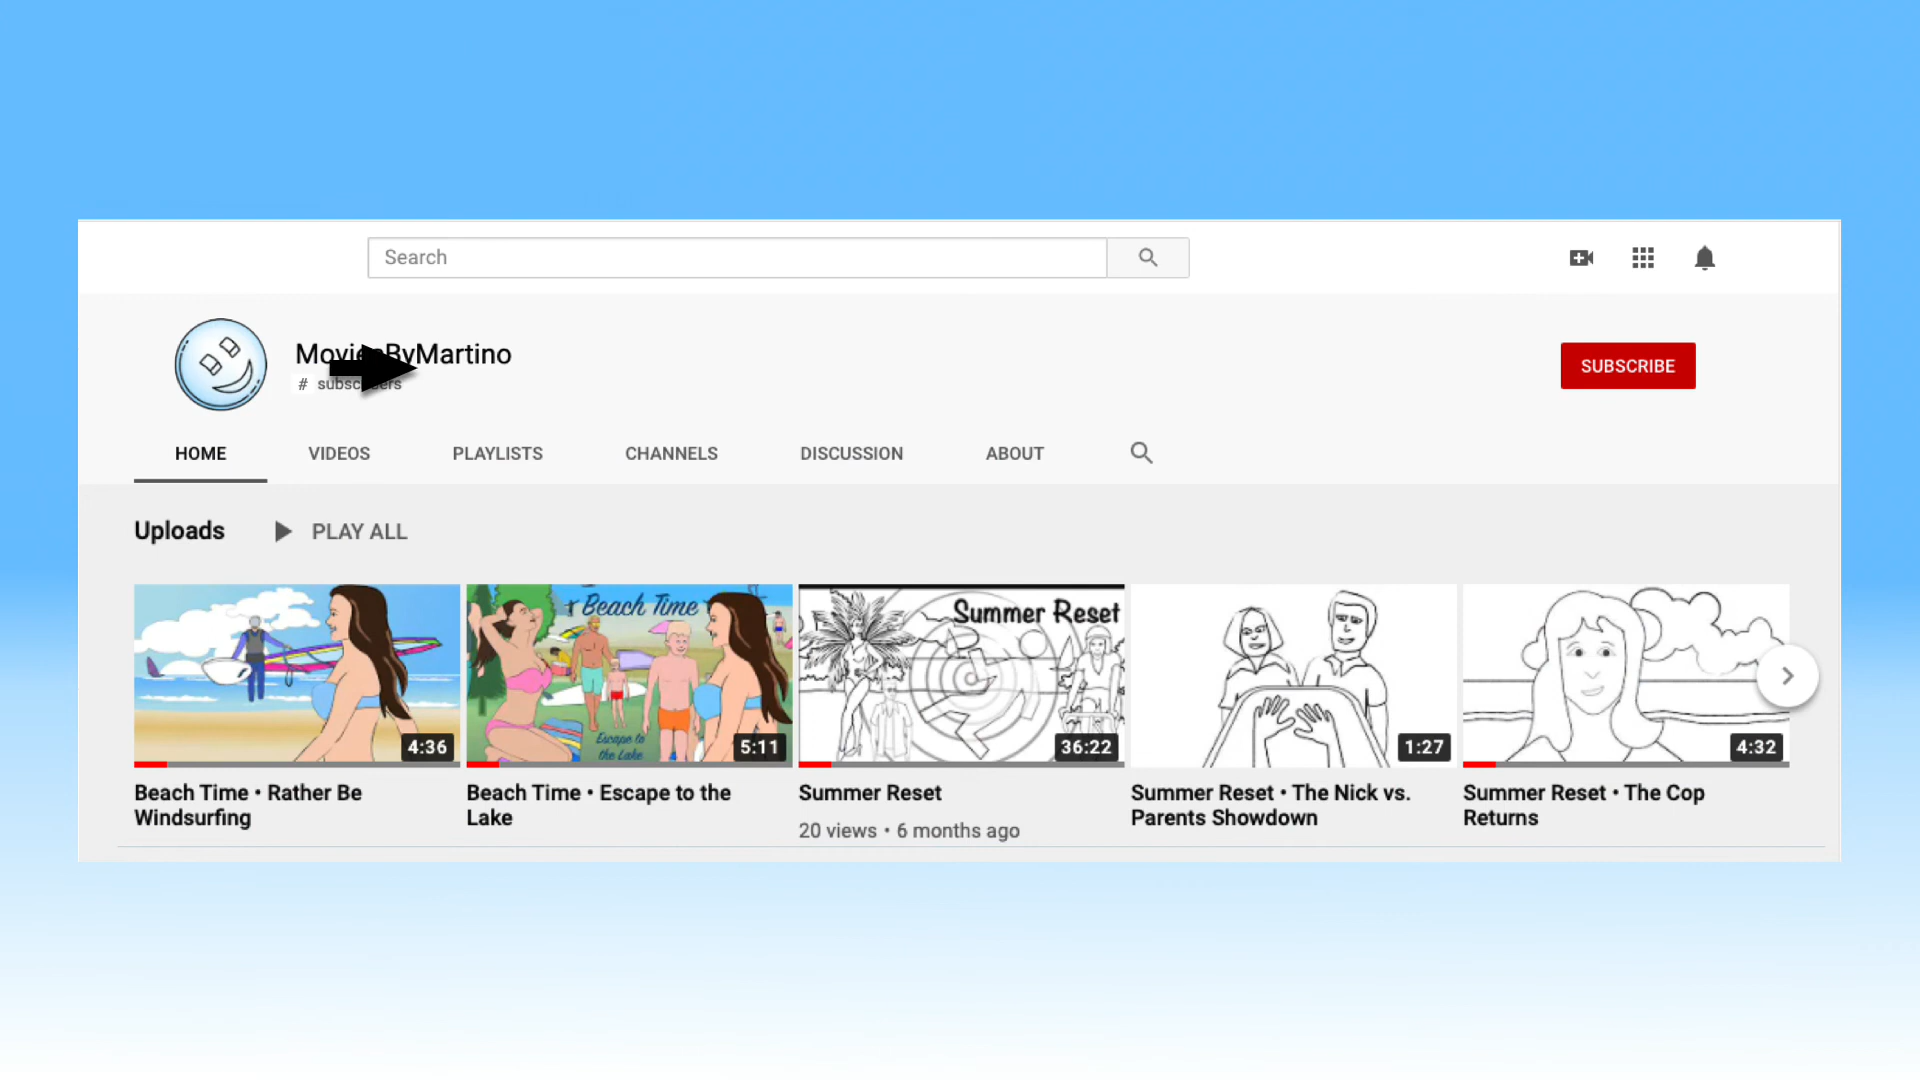 Search
MoviesByMartino
# subscribers
SUBSCRIBE
HOME VIDEOS PLAYLISTS CHANNELS DISCUSSION ABOUT
Uploads PLAY ALL
Beach Time
Escape to
the Lake
Summer Reset
4:36
5:11
36:22
1:27
4:32
Beach Time • Rather Be
Windsurfing
Beach Time • Escape to the
Lake
Summer Reset
20 views • 6 months ago
Summer Reset • The Nick vs.
Parents Showdown
Summer Reset • The Cop
Returns